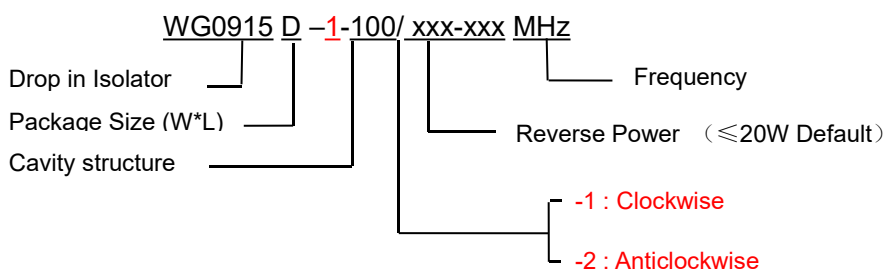 WG0915 D –1-100/ xxx-xxx MHz
Drop in Isolator
Frequency
Package Size (W*L)
Reverse Power （≤20W Default）
Cavity structure
-1 : Clockwise
-2 : Anticlockwise